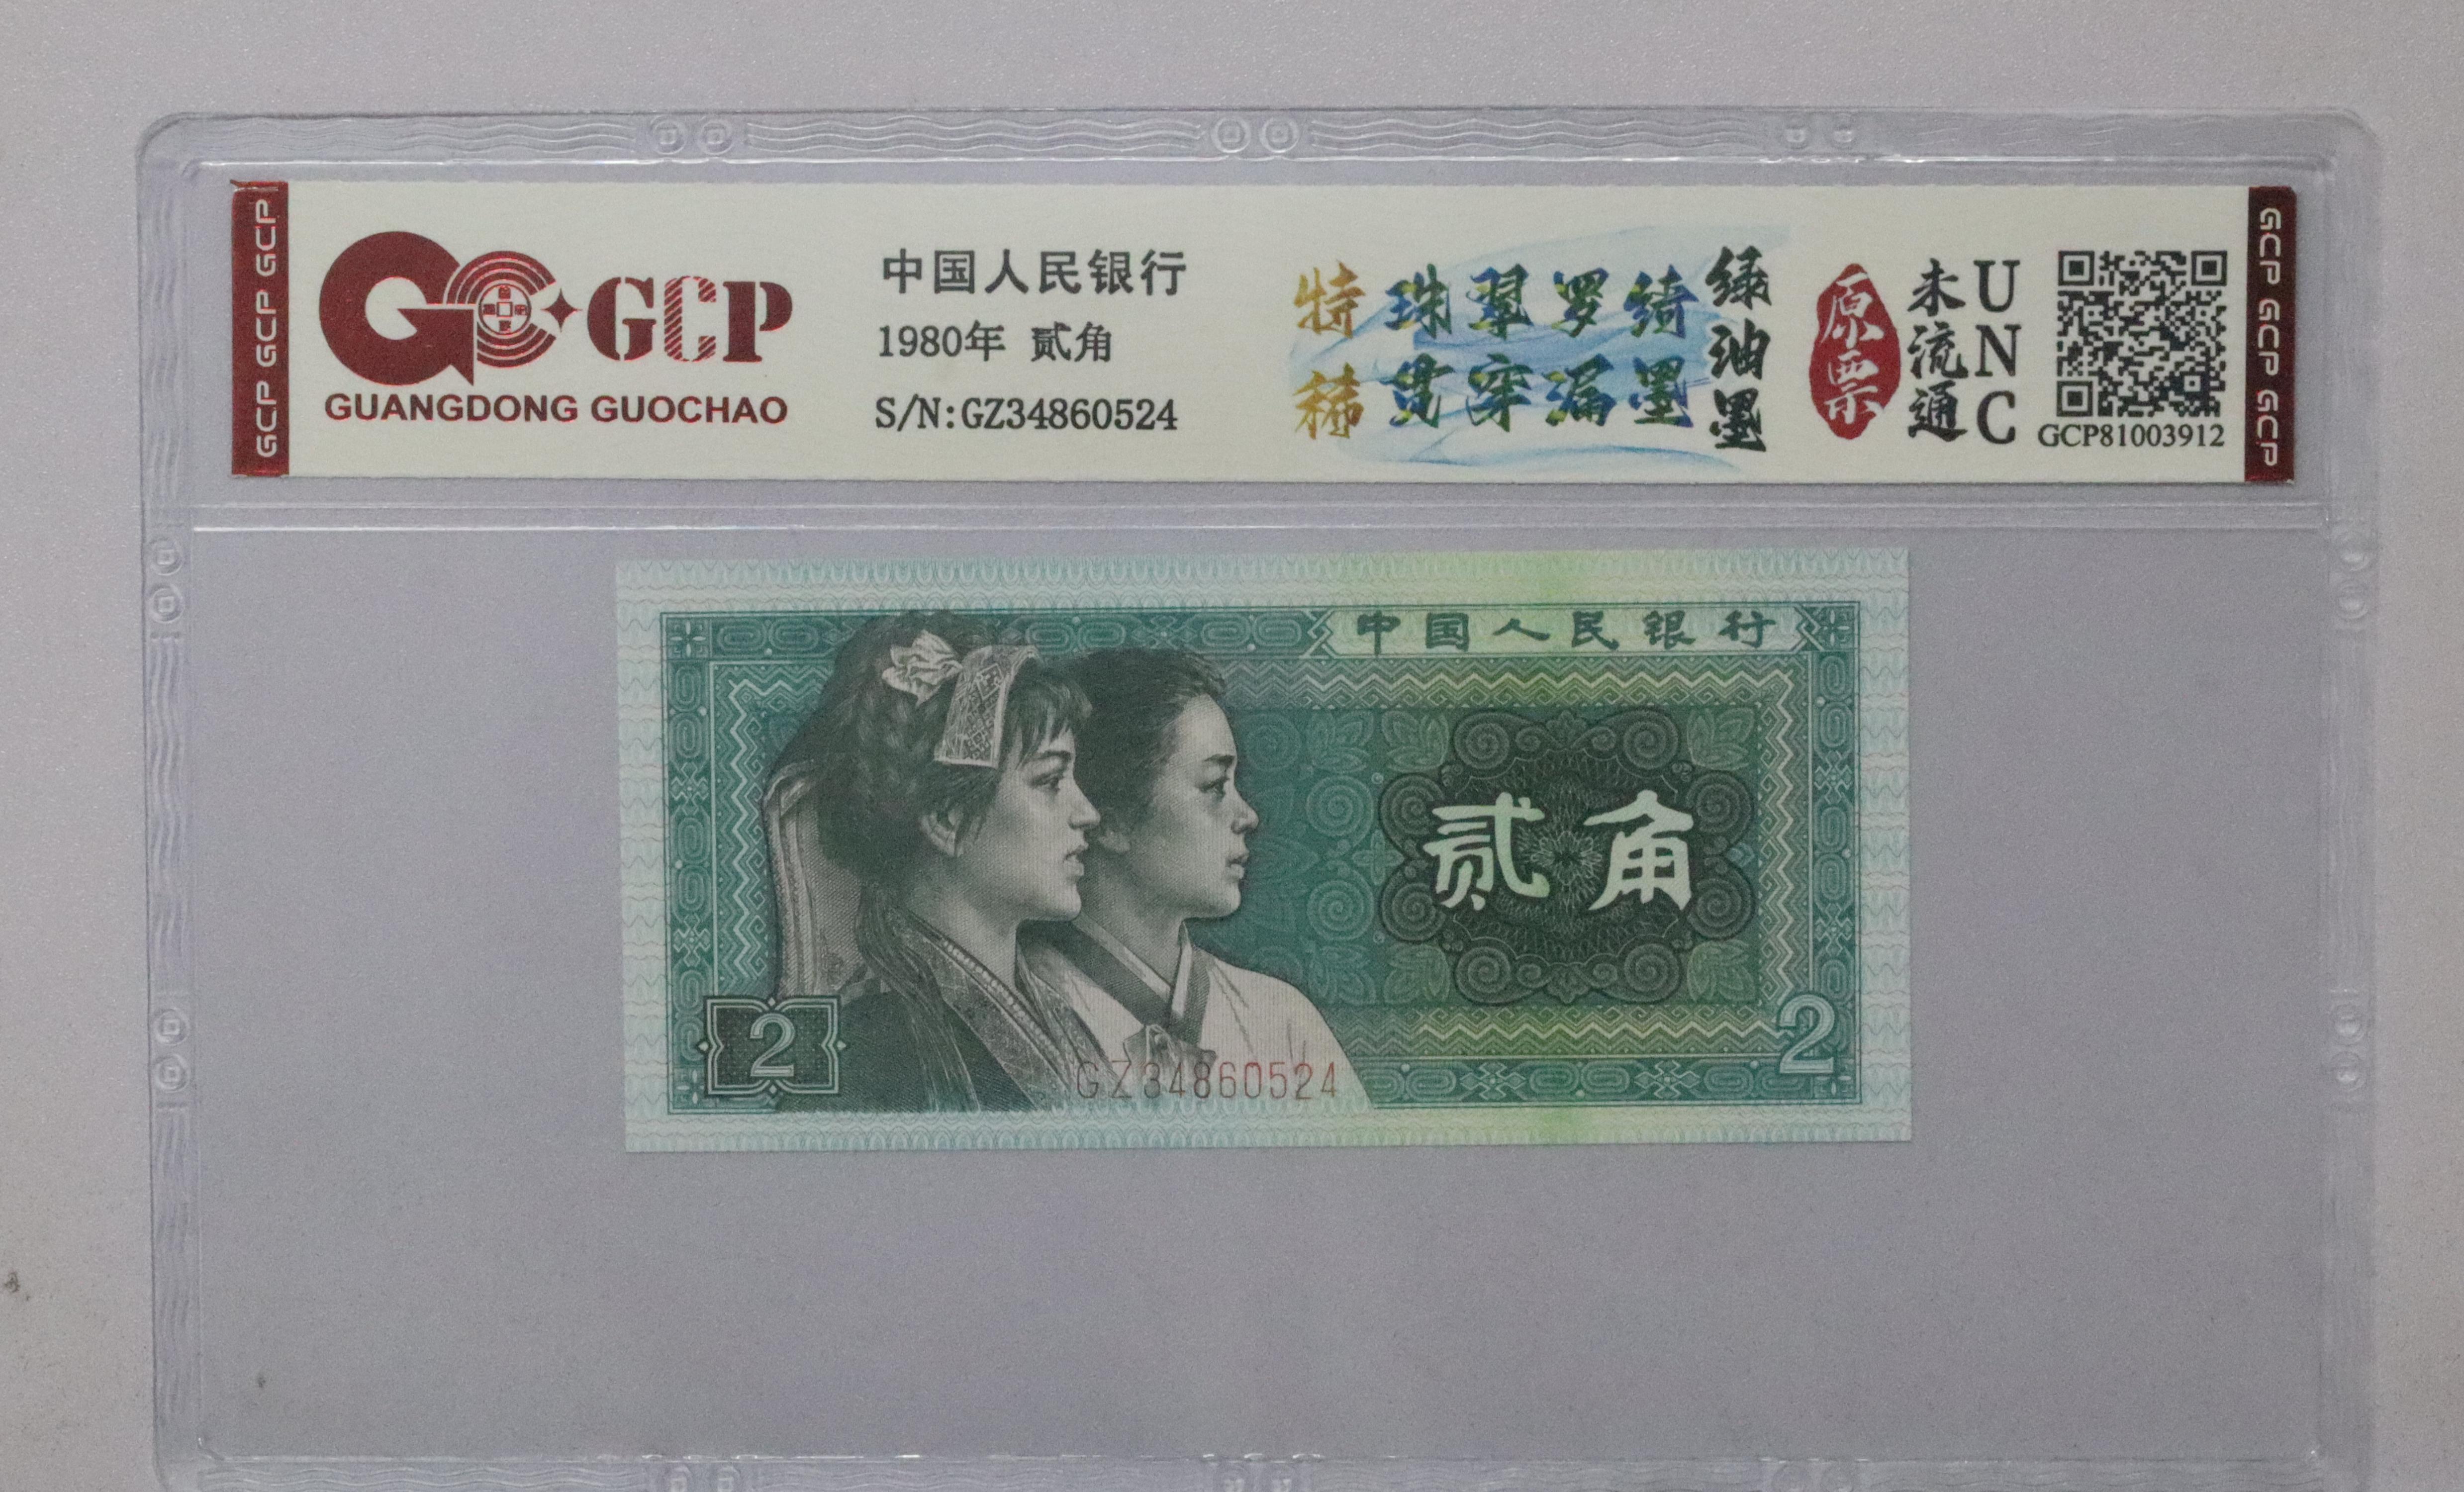 GCP GCP GCP
GCP
GUANGDONG GUOCHAO
中国人民银行
1980年 贰角
S/N:GZ34860524
特稀
珠翠罗绮
贯穿漏墨
绿油墨
原票
未流通
UNC
GCP81003912
GCP GCP GCP
中国人民银行
贰角
2
2
GZ34860524